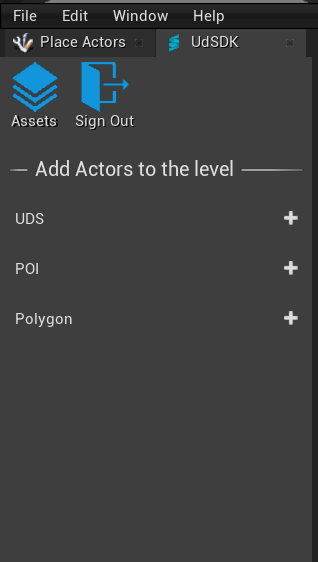 File Edit Window Help
Place Actors UdSDK
Assets Sign Out
Add Actors to the level
UDS
POI
Polygon